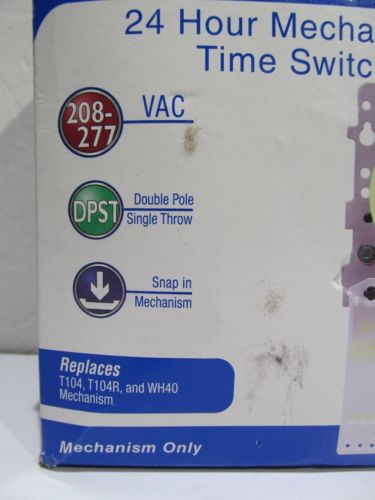 24 Hour Mecha
Time Switc
208-
277
VAC
DPST
Double Pole
Single Throw
Snap in
Mechanism
Replaces
T104, T104R, and WH40
Mechanism
Mechanism Only